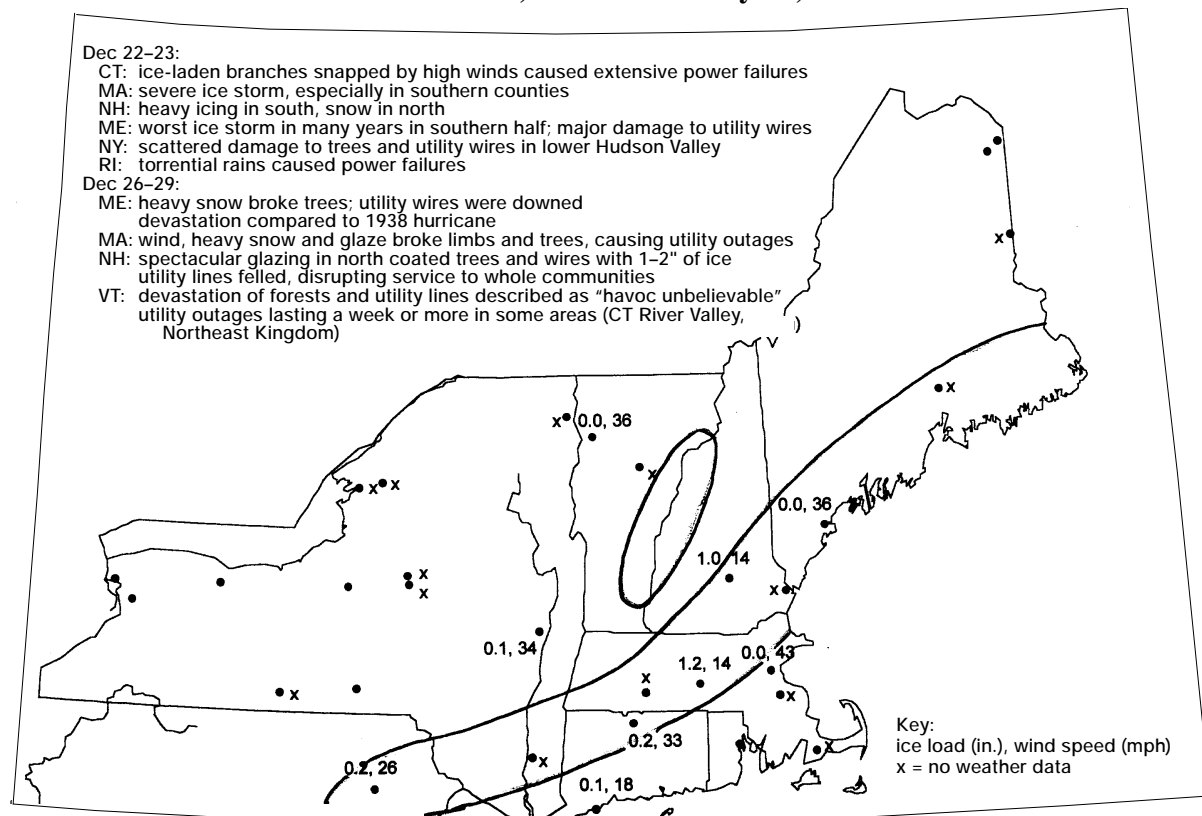 Dec 22–23:
CT: ice-laden branches snapped by high winds caused extensive power failures
MA: severe ice storm, especially in southern counties
NH: heavy icing in south, snow in north
ME: worst ice storm in many years in southern half; major damage to utility wires
NY: scattered damage to trees and utility wires in lower Hudson Valley
RI: torrential rains caused power failures
Dec 26–29:
ME: heavy snow broke trees; utility wires were downed
devastation compared to 1938 hurricane
MA: wind, heavy snow and glaze broke limbs and trees, causing utility outages
NH: spectacular glazing in north coated trees and wires with 1–2" of ice
utility lines felled, disrupting service to whole communities
VT: devastation of forests and utility lines described as “havoc unbelievable”
utility outages lasting a week or more in some areas (CT River Valley,
Northeast Kingdom)
)
x
x
x 0.0, 36
x
x x
0.0, 36
1.0, 14
x
x
x
0.1, 34
0.0, 43
1.2, 14
x
x
x
Key:
ice load (in.), wind speed (mph)
x = no weather data
0.2, 33
x
x
0.2, 26
0.1, 18